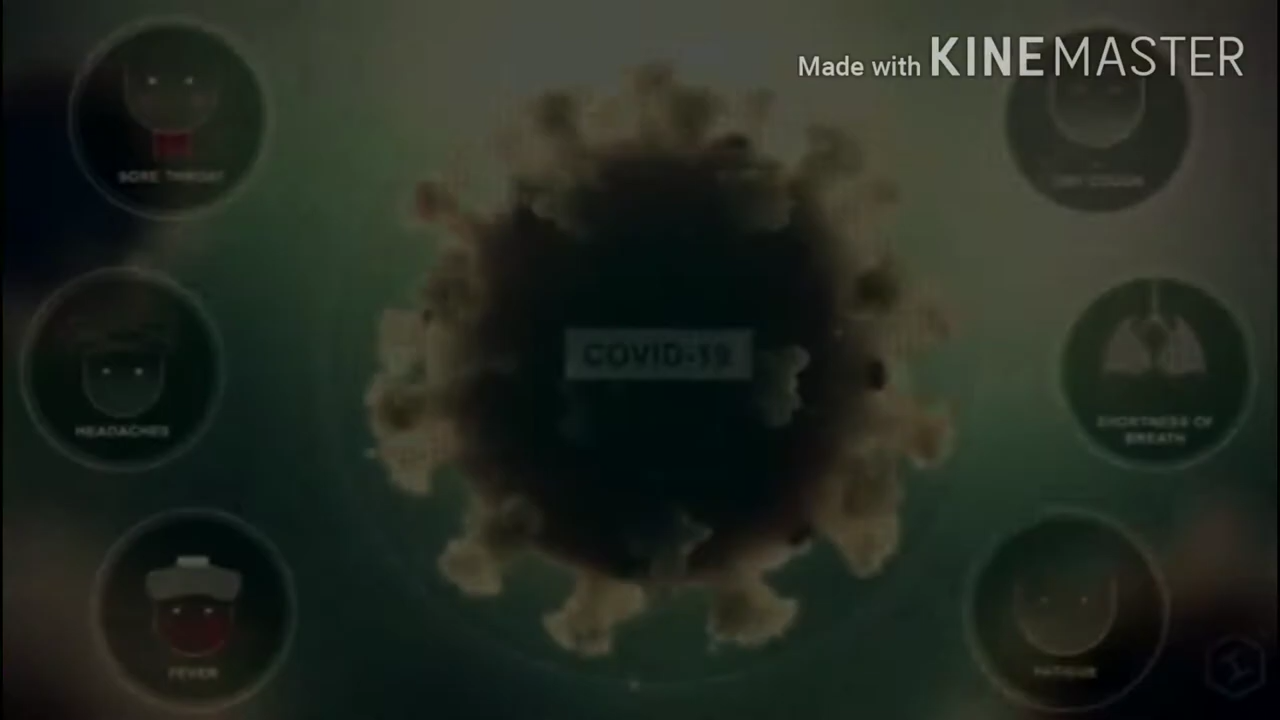 Made with KINEMASTER
SORE THROAT
DRY COUGH
COVID-19
HEADACHES
SHORTNESS OF
BREATH
FEVER
FATIGUE